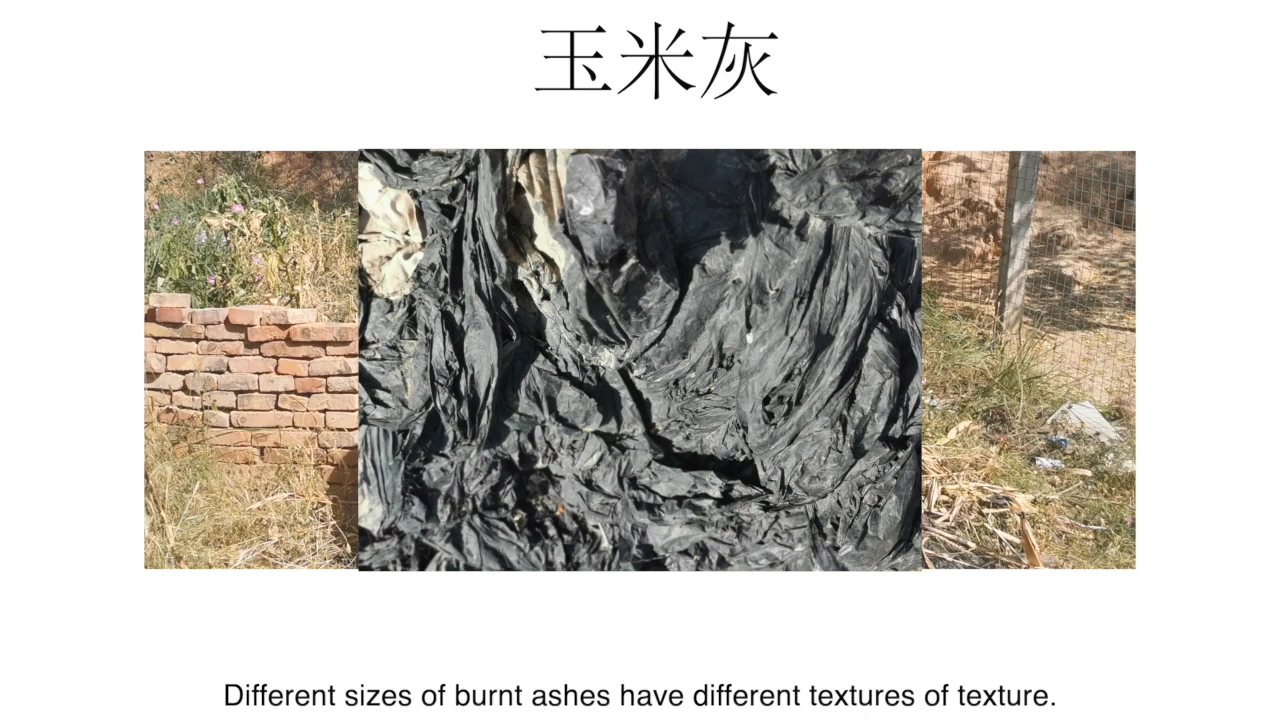 玉米灰
Different sizes of burnt ashes have different textures of texture.